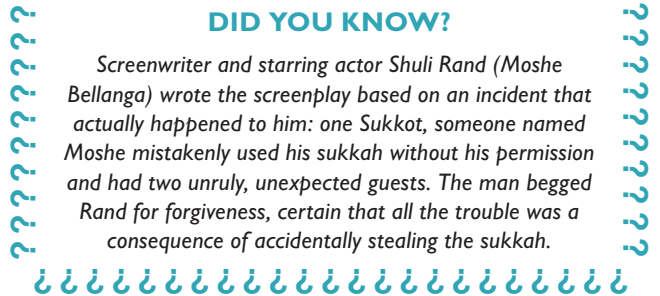 DID YOU KNOW?
Screenwriter and starring actor Shuli Rand (Moshe
Bellanga) wrote the screenplay based on an incident that
actually happened to him: one Sukkot, someone named
Moshe mistakenly used his sukkah without his permission
and had two unruly, unexpected guests. The man begged
Rand for forgiveness, certain that all the trouble was a
consequence of accidentally stealing the sukkah.